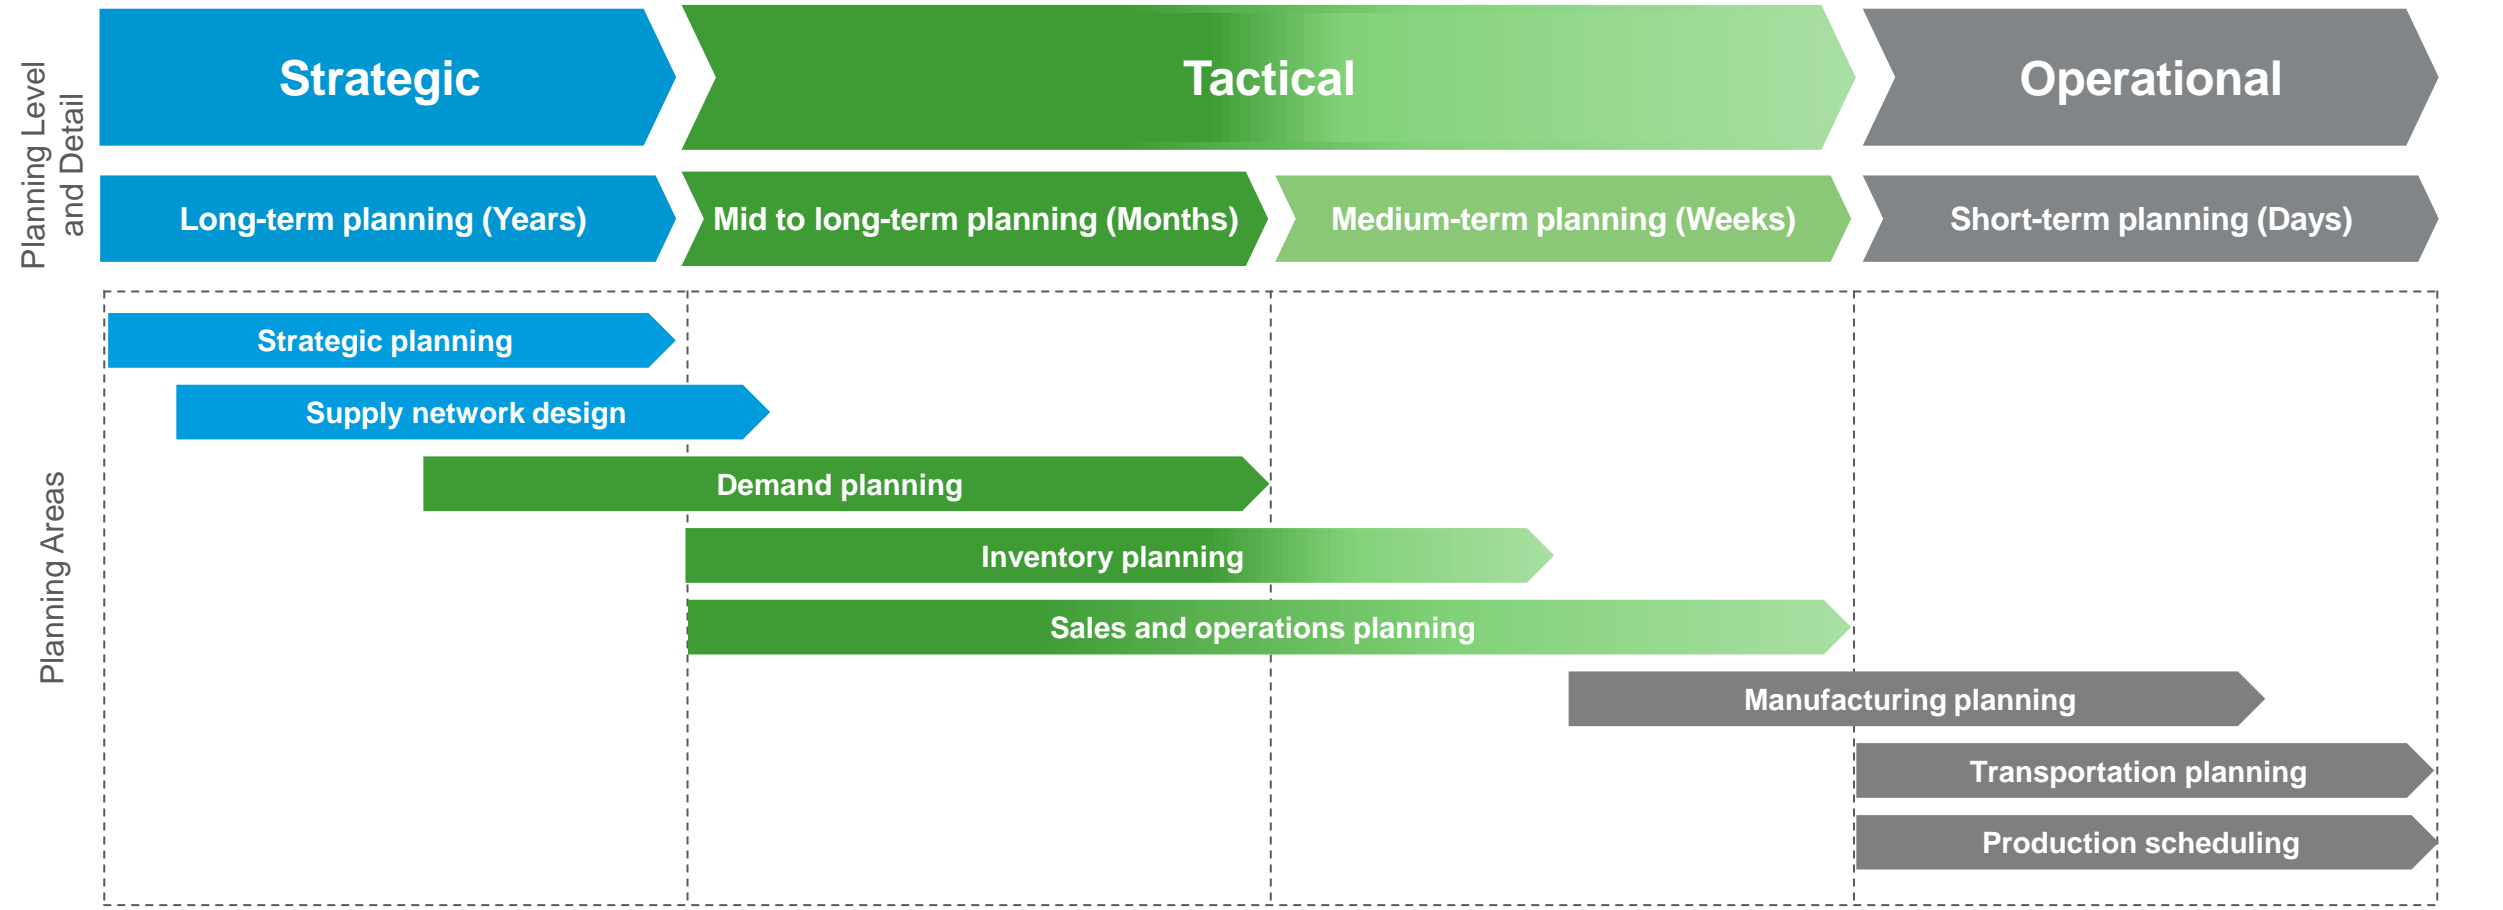 Planning Level
and Detail
Strategic
Tactical
Operational
Long-term planning (Years)
Mid to long-term planning (Months)
Medium-term planning (Weeks)
Short-term planning (Days)
Planning Areas
Strategic planning
Supply network design
Demand planning
Inventory planning
Sales and operations planning
Manufacturing planning
Transportation planning
Production scheduling